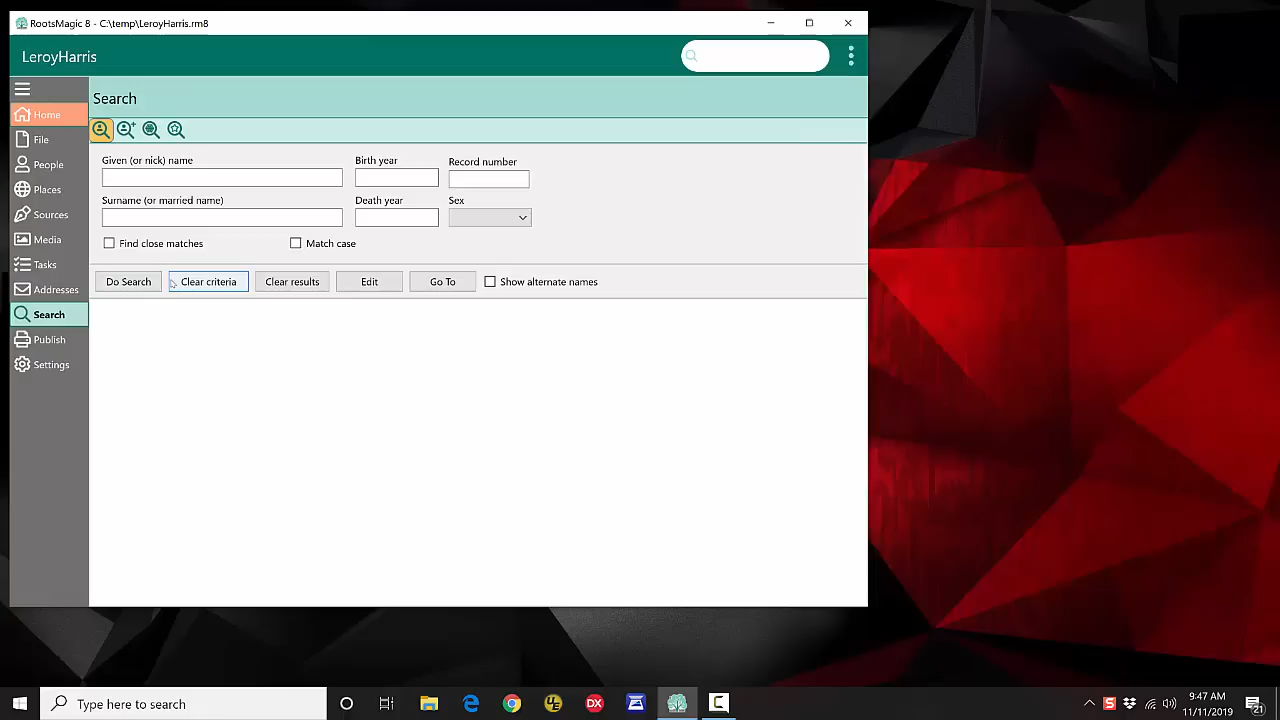 RootsMagic 8 - C:\temp\LeroyHarris.rm8
LeroyHarris
Home
File
People
Places
Sources
Media
Tasks
Addresses
Search
Publish
Settings
Search
Given (or nick) name
Birth year
Record number
Surname (or married name)
Death year
Sex
Find close matches
Match case
Do Search
Clear criteria
Clear results
Edit
Go To
Show alternate names
Type here to search
DX
S
9:47 AM
11/11/2019
21